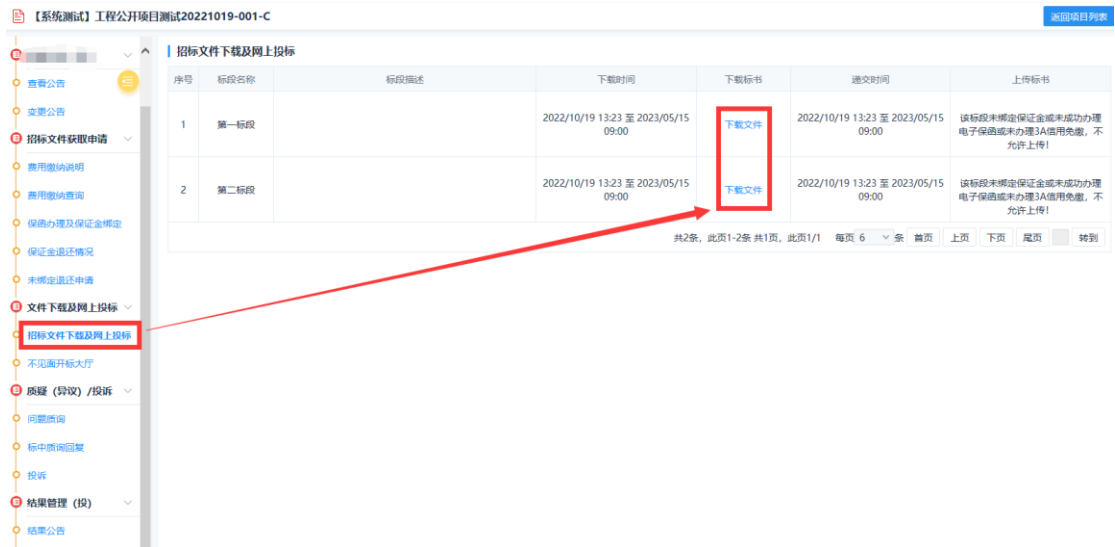 【系统测试】工程公开项目测试20221019-001-C
返回项目列表
查看公告
变更公告
招标文件获取申请
费用缴纳说明
费用缴纳查询
保函办理及保证金绑定
保证金退还情况
未绑定退还申请
文件下载及网上投标
招标文件下载及网上投标
不见面开标大厅
质疑（异议）/投诉
问题质询
标中质询回复
投诉
结果管理（投）
结果公告
招标文件下载及网上投标
序号 标段名称 标段描述 下载时间 下载标书 递交时间 上传标书
1 第一标段 2022/10/19 13:23 至 2023/05/15 下载文件 2022/10/19 13:23 至 2023/05/15 该标段未绑定保证金或未成功办理
09:00 09:00 电子保函或未办理3A信用免缴，不
允许上传！
2 第二标段 2022/10/19 13:23 至 2023/05/15 下载文件 2022/10/19 13:23 至 2023/05/15 该标段未绑定保证金或未成功办理
09:00 09:00 电子保函或未办理3A信用免缴，不
允许上传！
共2条，此页1-2条 共1页，此页1/1 每页 6 条 首页 上页 下页 尾页 转到